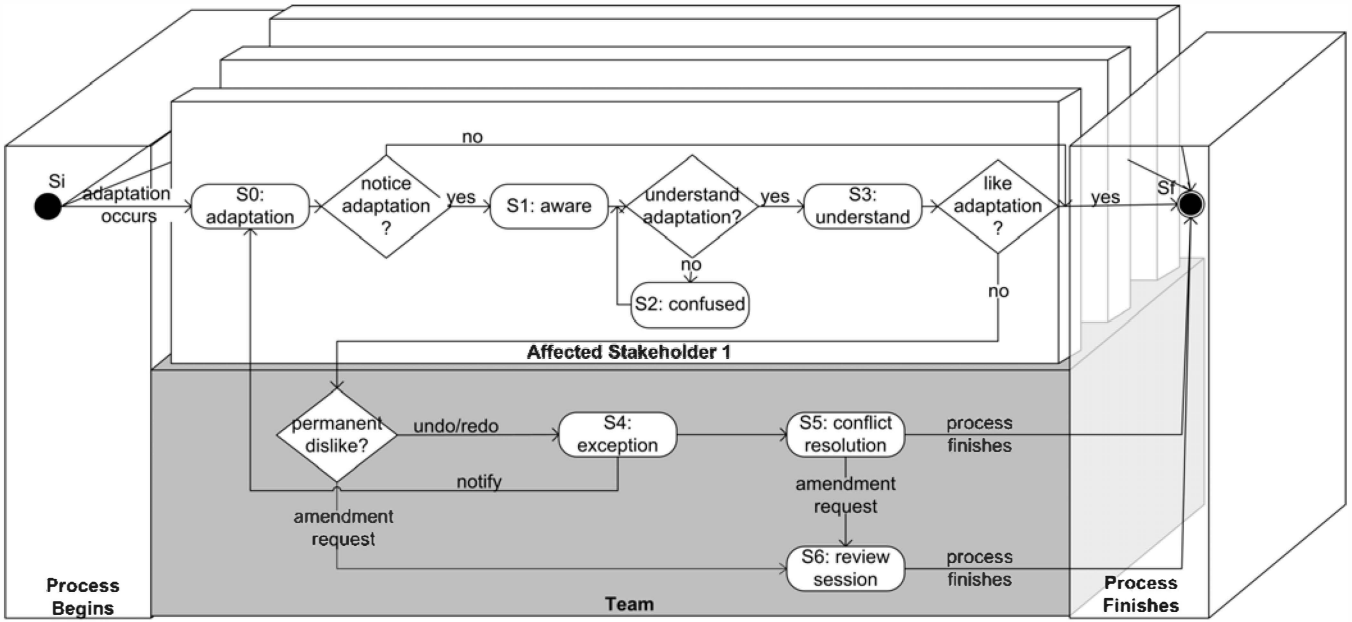 no
Si
adaptation
occurs
S0:
adaptation
notice
adaptation
?
yes
S1: aware
understand
adaptation?
yes
S3:
understand
like
adaptation
?
yes
Sf
no
S2: confused
no
Affected Stakeholder 1
permanent
dislike?
undo/redo
S4:
exception
S5: conflict
resolution
process
finishes
notify
amendment
request
amendment
request
S6: review
session
process
finishes
Process
Begins
Team
Process
Finishes